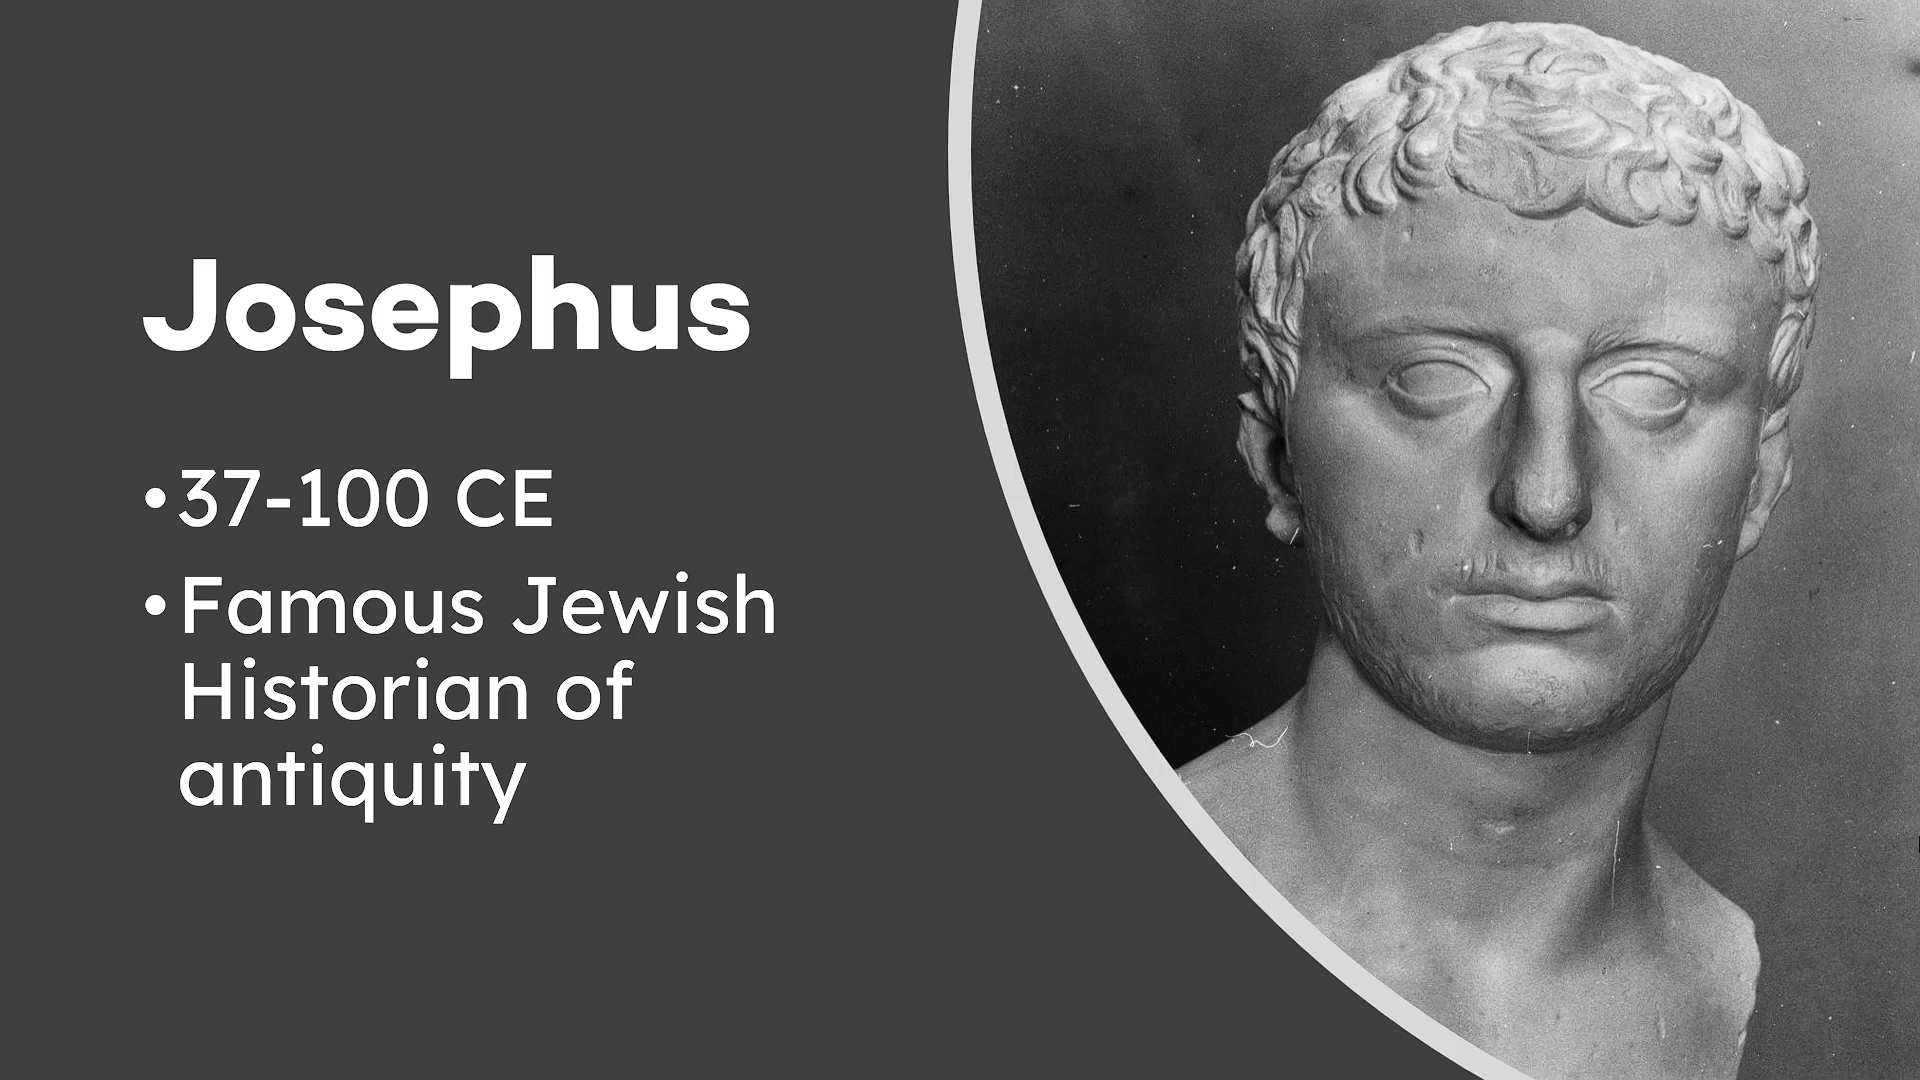 Josephus
•37-100 CE
•Famous Jewish
Historian of
antiquity